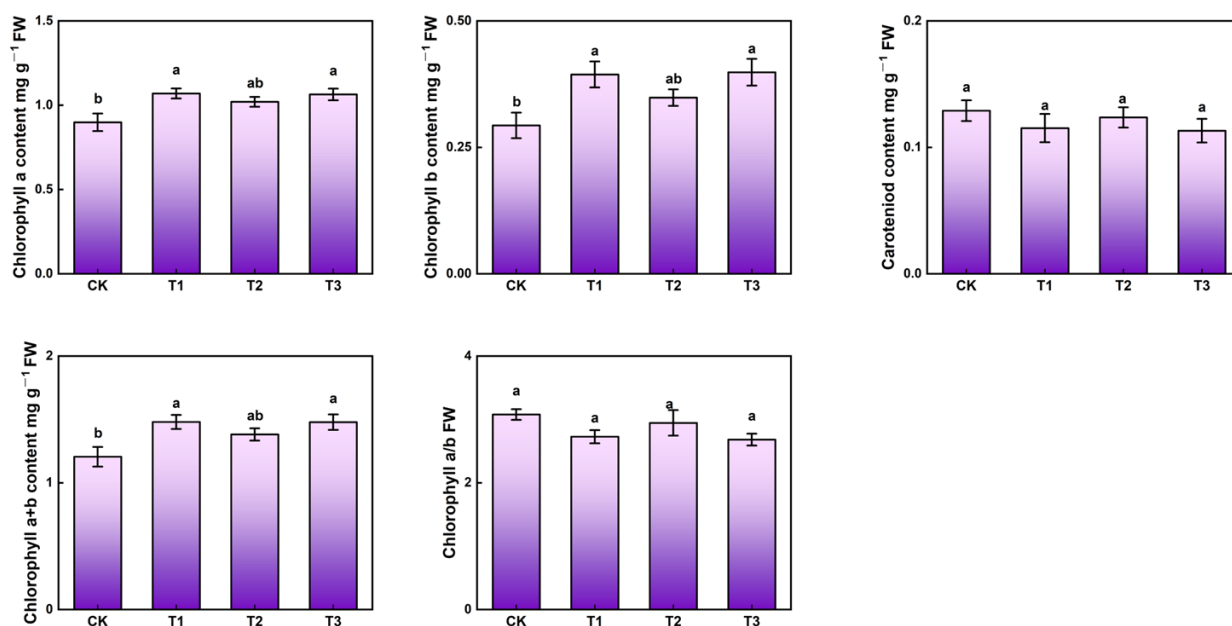 Chlorophyll a content mg g⁻¹ FW
1.5
1.0
0.5
0.0
b
a
ab
a
CK T1 T2 T3
Chlorophyll b content mg g⁻¹ FW
0.50
0.25
0.00
b
a
ab
a
CK T1 T2 T3
Caroteniod content mg g⁻¹ FW
0.2
0.1
0.0
a
a
a
a
CK T1 T2 T3
Chlorophyll a+b content mg g⁻¹ FW
2
1
0
b
a
ab
a
CK T1 T2 T3
Chlorophyll a/b FW
4
2
0
a
a
a
a
CK T1 T2 T3